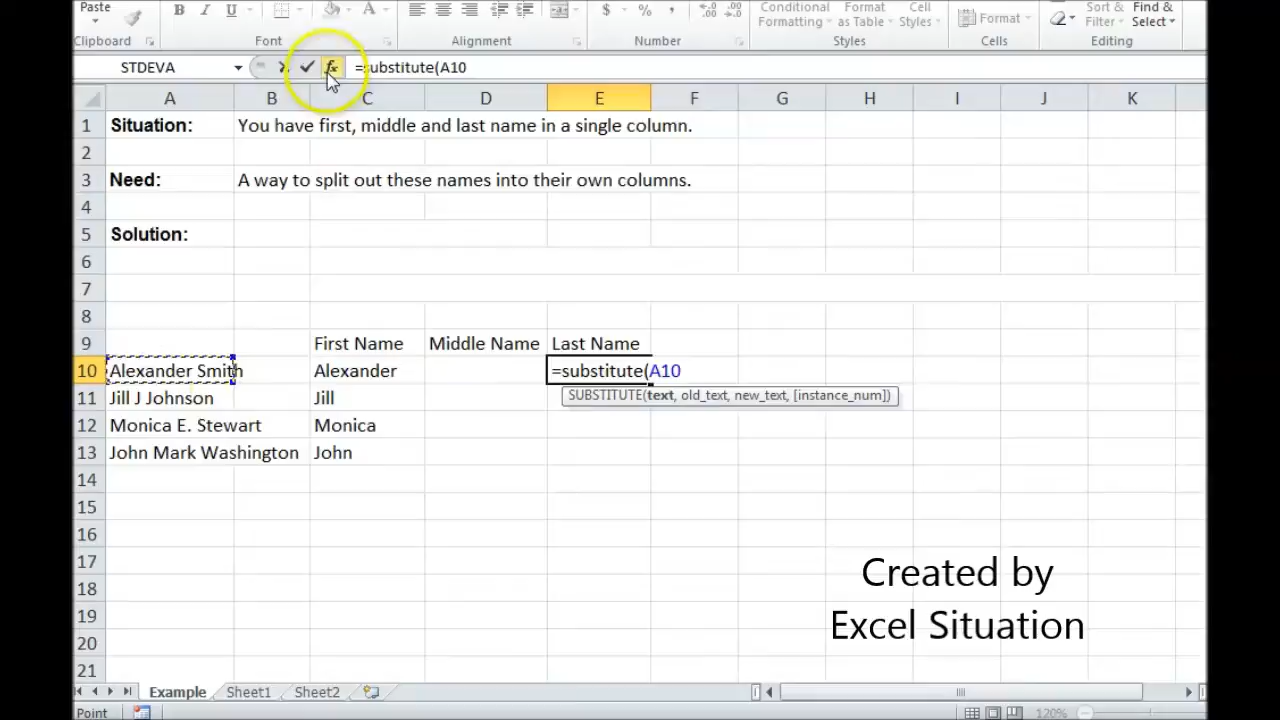 Paste
B I U A $ % , .00 .00
Conditional Format Cell
Formatting as Table Styles
Format
Sort & Find &
Filter Select
Clipboard Font Alignment Number Styles Cells Editing
STDEVA fx =substitute(A10
A B C D E F G H I J K
1 Situation: You have first, middle and last name in a single column.
2
3 Need: A way to split out these names into their own columns.
4
5 Solution:
6
7
8
9 First Name Middle Name Last Name
10 Alexander Smith Alexander =substitute(A10
SUBSTITUTE(text, old_text, new_text, [instance_num])
11 Jill J Johnson Jill
12 Monica E. Stewart Monica
13 John Mark Washington John
14
15
16
17
18
19
20
21
Created by
Excel Situation
Example Sheet1 Sheet2
Point 120%